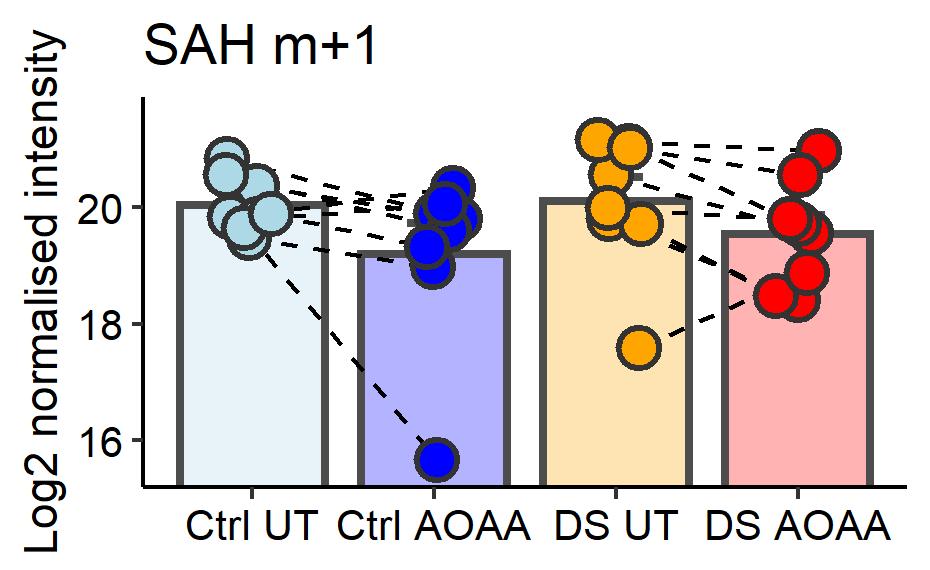 SAH m+1
Log2 normalised intensity
20
18
16
Ctrl UT Ctrl AOAA DS UT DS AOAA